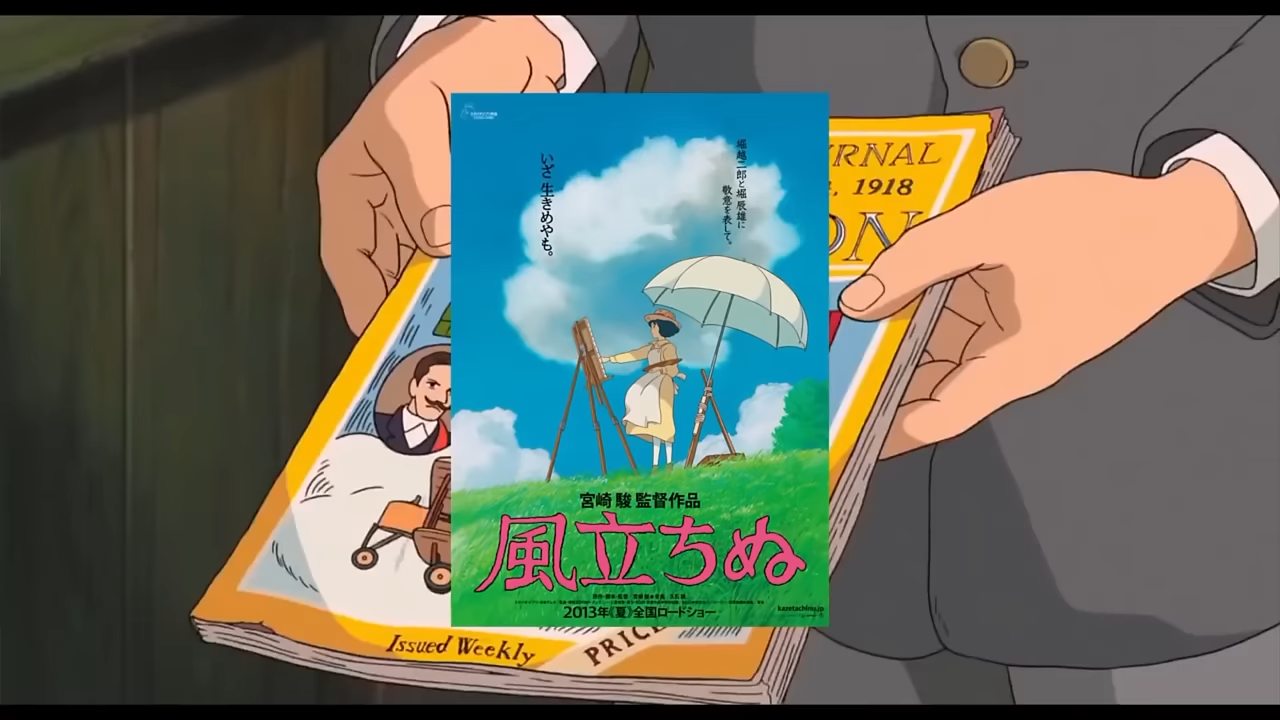 RNAL
1918
ON
いざ 生きめやも。
堀越二郎と堀 辰雄に
敬意を表して。
宮崎 駿 監督作品
風立ちぬ
2013年《夏》全国ロードショー
kazetachinu.jp
Issued Weekly
PRICE